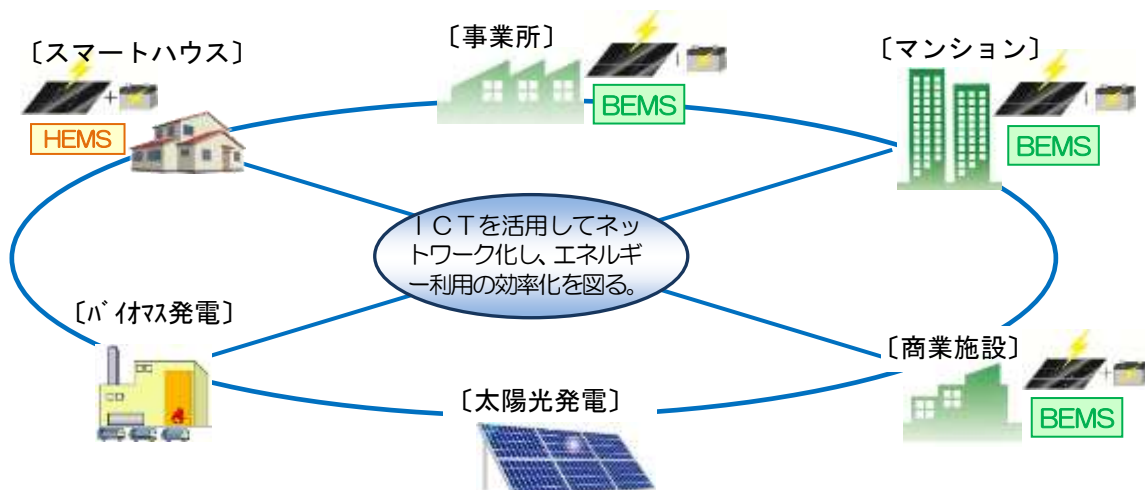 〔スマートハウス〕
+
HEMS
〔事業所〕
BEMS
〔マンション〕
BEMS
ＩＣＴを活用してネッ
トワーク化し、エネルギ
ー利用の効率化を図る。
〔ﾊﾞｲｵﾏｽ発電〕
〔太陽光発電〕
〔商業施設〕
+
BEMS